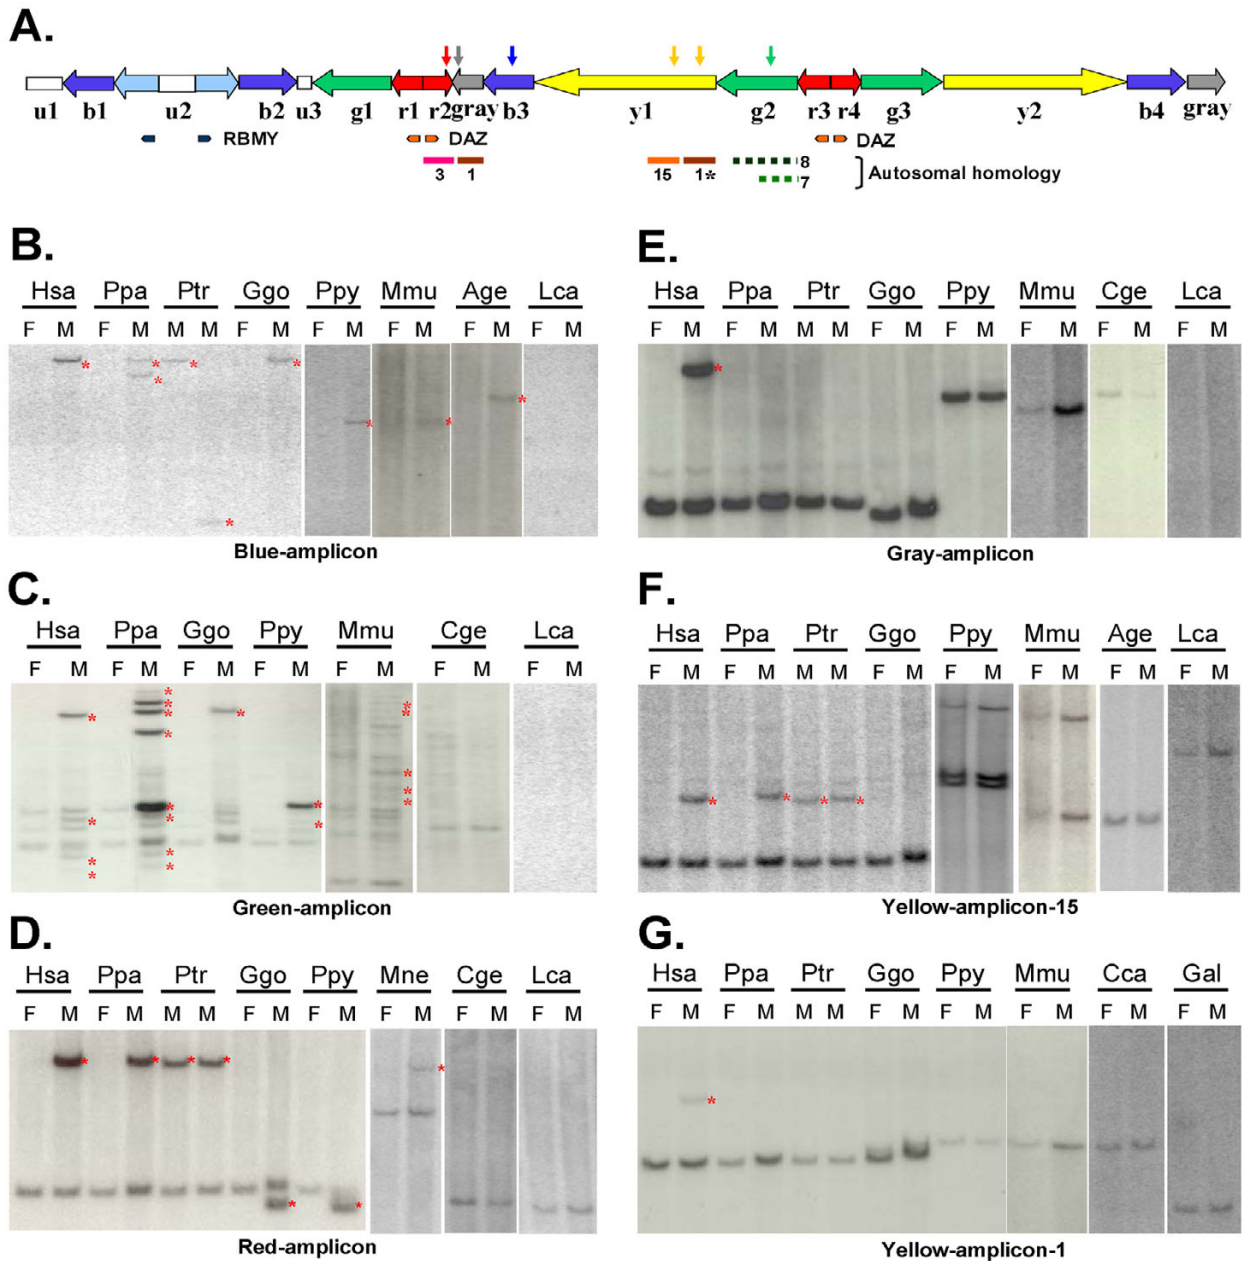 A.
u1 b1 u2 b2 u3 g1 r1 r2 gray b3 y1 g2 r3 r4 g3 y2 b4 gray
RBMY DAZ DAZ
3 1 15 1* 8 Autosomal homology
7
B.
Hsa Ppa Ptr Ggo Ppy Mmu Age Lca
F M F M M M F M F M F M F M F M
* * * * * * * * *
Blue-amplicon
C.
Hsa Ppa Ggo Ppy Mmu Cge Lca
F M F M F M F M F M F M F M
Green-amplicon
D.
Hsa Ppa Ptr Ggo Ppy Mne Cge Lca
F M F M M M F M F M F M F M F M
* * * * * * *
Red-amplicon
E.
Hsa Ppa Ptr Ggo Ppy Mmu Cge Lca
F M F M M M F M F M F M F M F M
*
Gray-amplicon
F.
Hsa Ppa Ptr Ggo Ppy Mmu Age Lca
F M F M M M F M F M F M F M F M
* * * *
Yellow-amplicon-15
G.
Hsa Ppa Ptr Ggo Ppy Mmu Cca Gal
F M F M M M F M F M F M F M F M
*
Yellow-amplicon-1